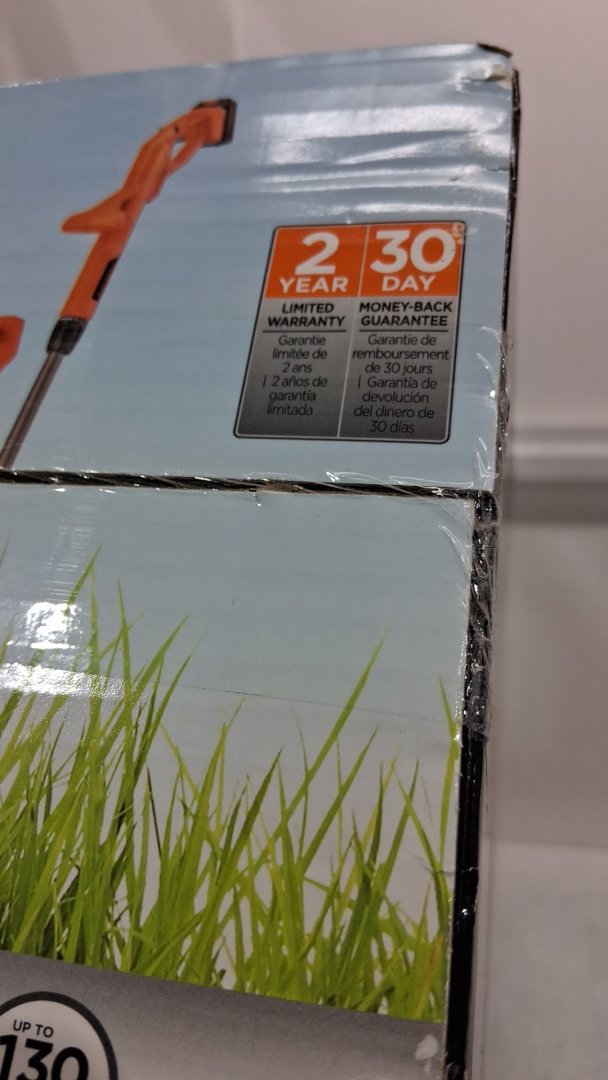 2
YEAR
LIMITED
WARRANTY
Garantie
limitée de
2 ans
| 2 años de
garantía
limitada
30
DAY
MONEY-BACK
GUARANTEE
Garantie de
remboursement
de 30 jours
| Garantía de
devolución
del dinero de
30 días
UP TO
130